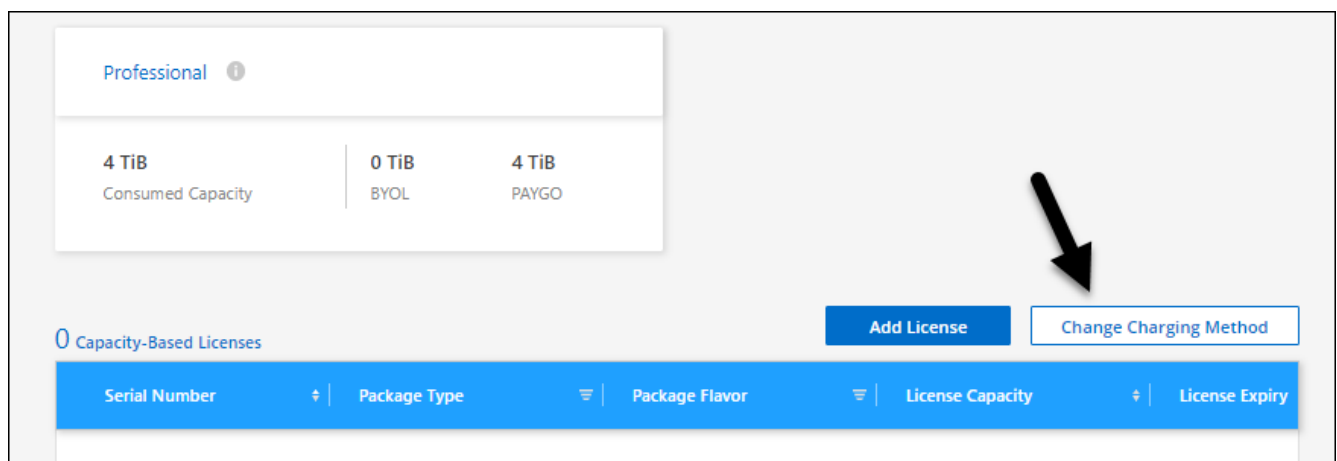 Professional
4 TiB 0 TiB 4 TiB
Consumed Capacity BYOL PAYGO
Add License Change Charging Method
0 Capacity-Based Licenses
Serial Number Package Type Package Flavor License Capacity License Expiry